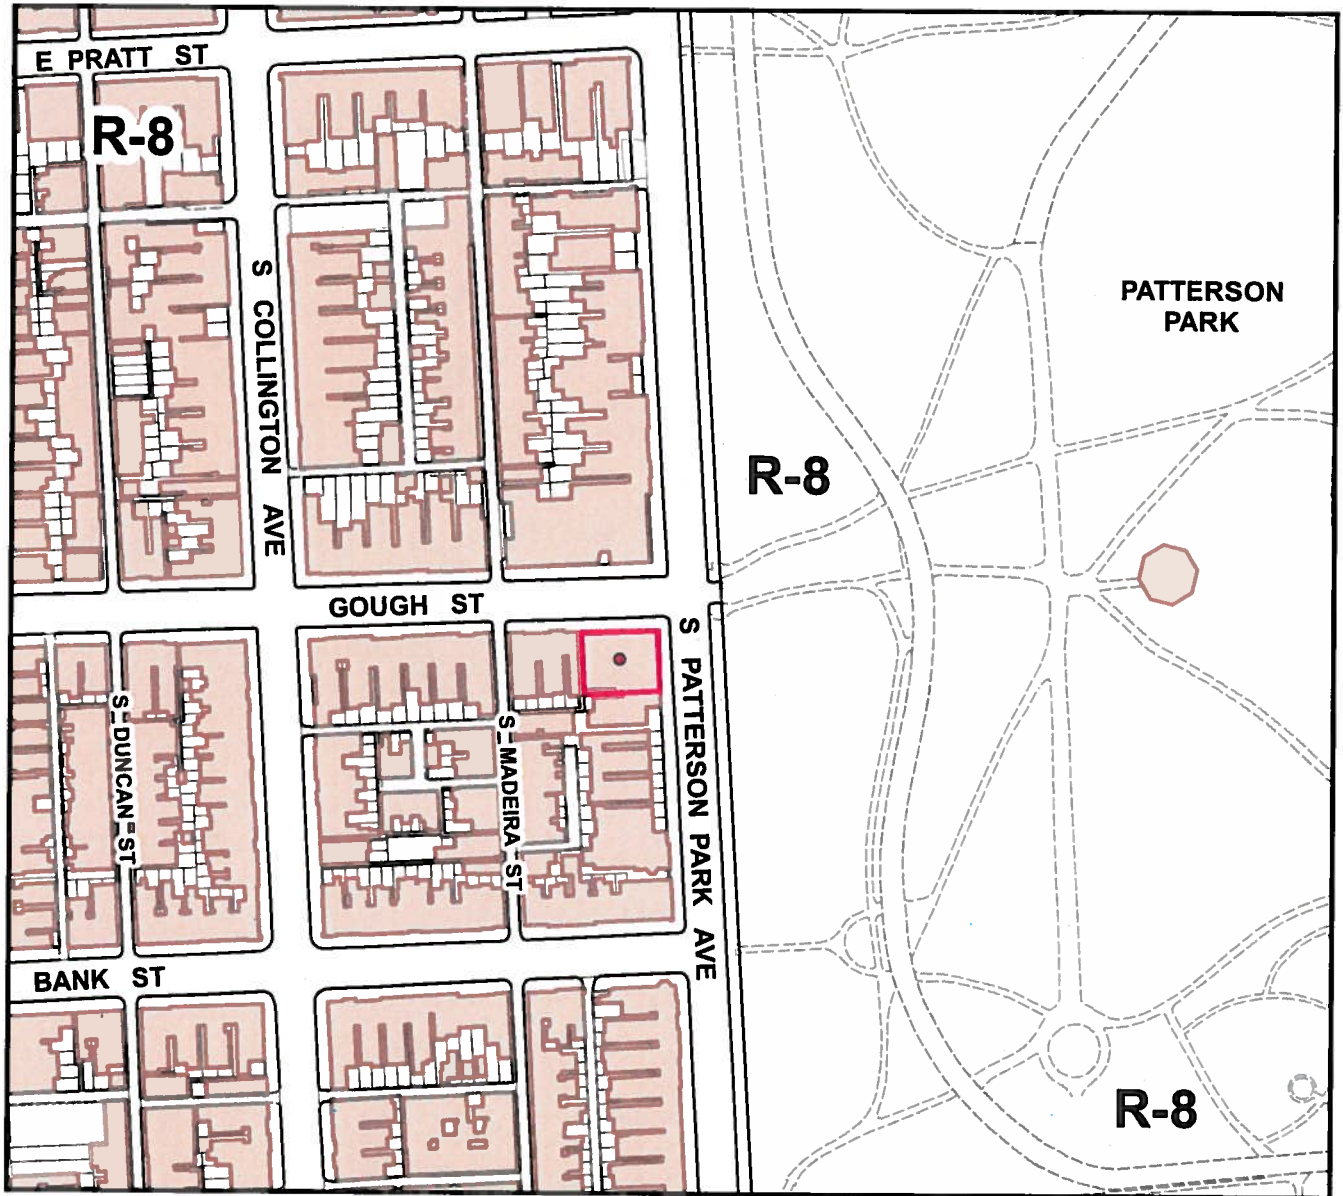 E PRATT ST
R-8
S COLLINGTON AVE
PATTERSON
PARK
R-8
GOUGH ST
S PATTERSON PARK AVE
S DUNCAN ST
S MADEIRA ST
BANK ST
R-8